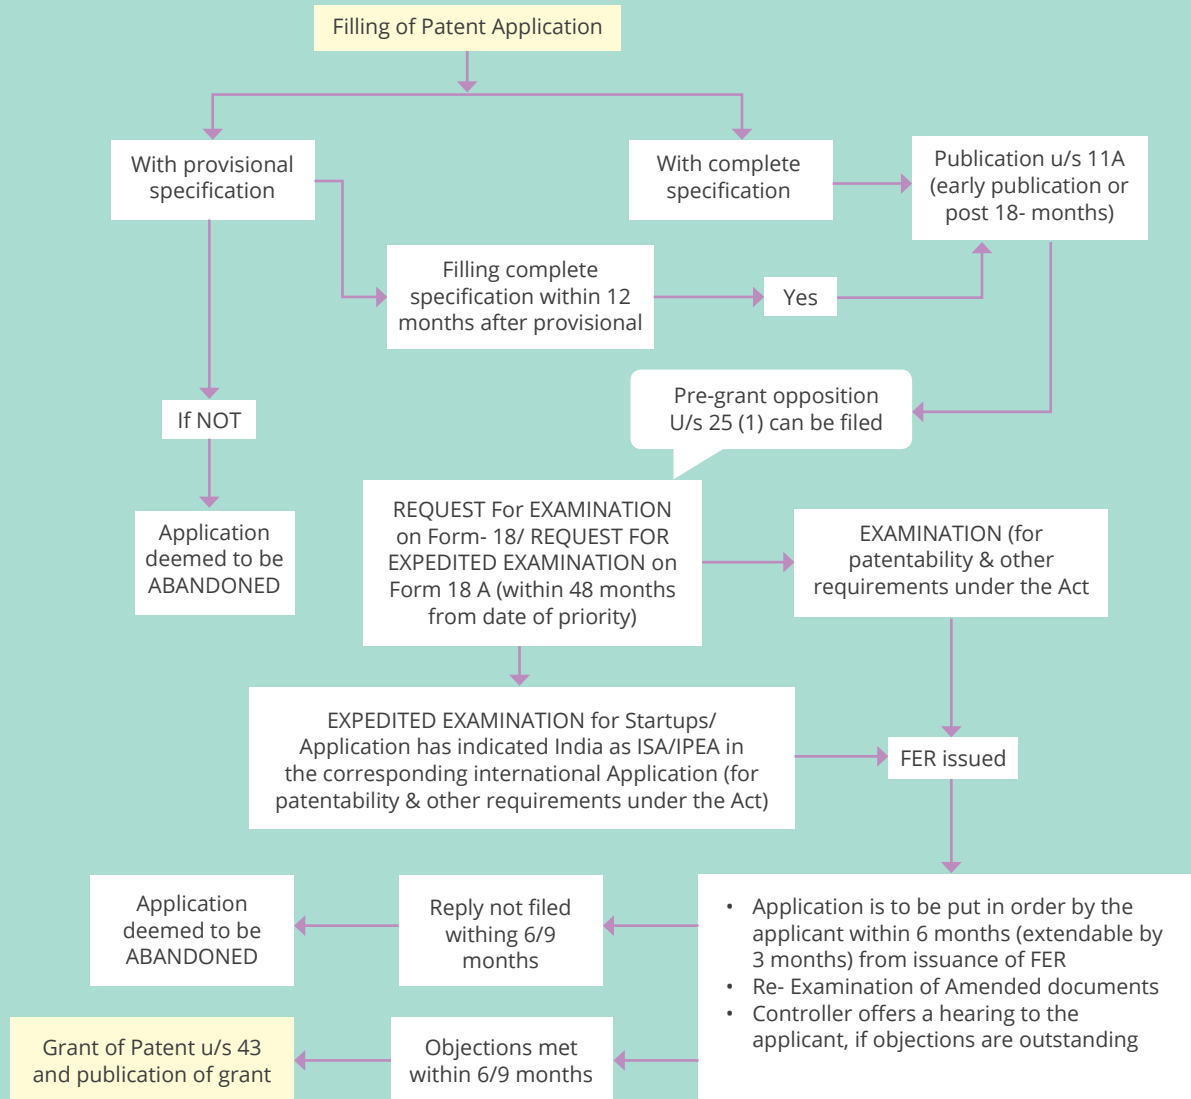 Filling of Patent Application
With provisional
specification
With complete
specification
Publication u/s 11A
(early publication or
post 18- months)
Filling complete
specification within 12
months after provisional
Yes
If NOT
Pre-grant opposition
U/s 25 (1) can be filed
Application
deemed to be
ABANDONED
REQUEST For EXAMINATION
on Form- 18/ REQUEST FOR
EXPEDITED EXAMINATION on
Form 18 A (within 48 months
from date of priority)
EXAMINATION (for
patentability & other
requirements under the Act
EXPEDITED EXAMINATION for Startups/
Application has indicated India as ISA/IPEA in
the corresponding international Application (for
patentability & other requirements under the Act)
FER issued
Application
deemed to be
ABANDONED
Reply not filed
withing 6/9
months
• Application is to be put in order by the
applicant within 6 months (extendable by
3 months) from issuance of FER
• Re- Examination of Amended documents
• Controller offers a hearing to the
applicant, if objections are outstanding
Grant of Patent u/s 43
and publication of grant
Objections met
within 6/9 months